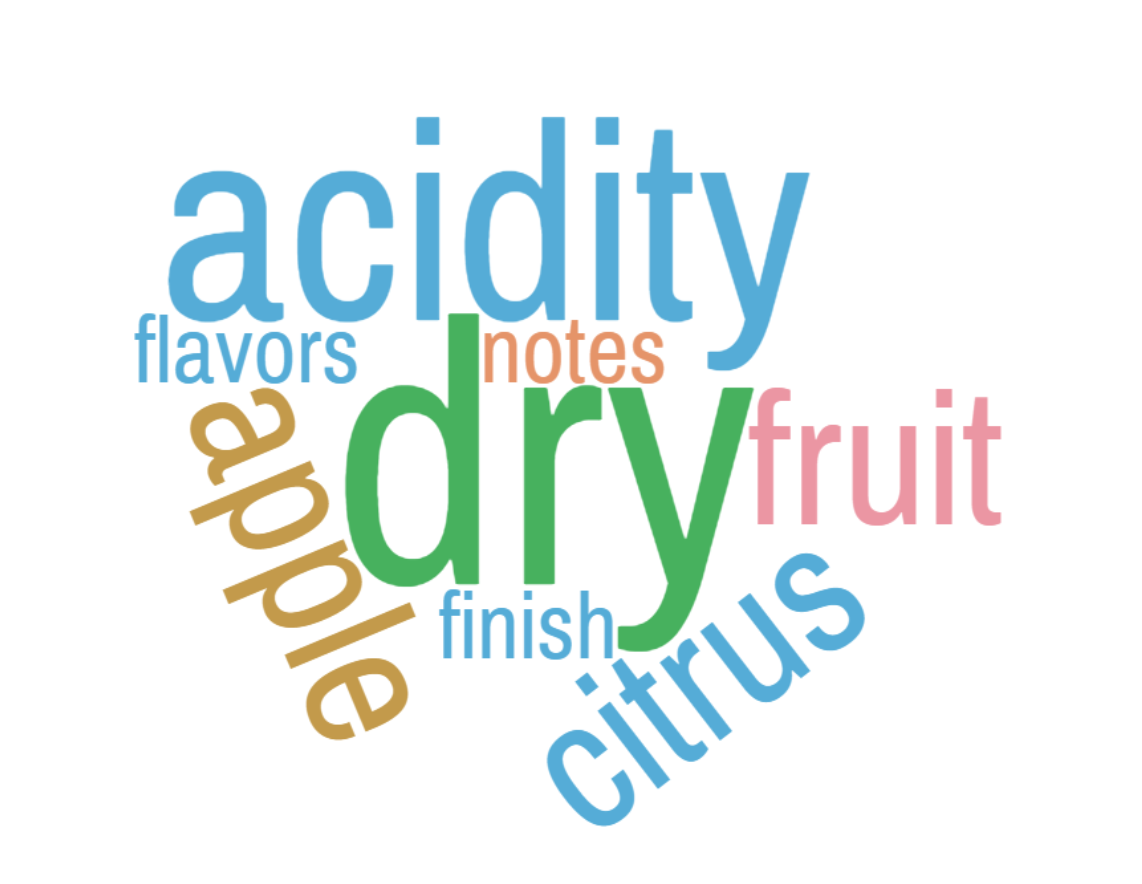 acidity
flavors
notes
dry
apple
fruit
finish
citrus